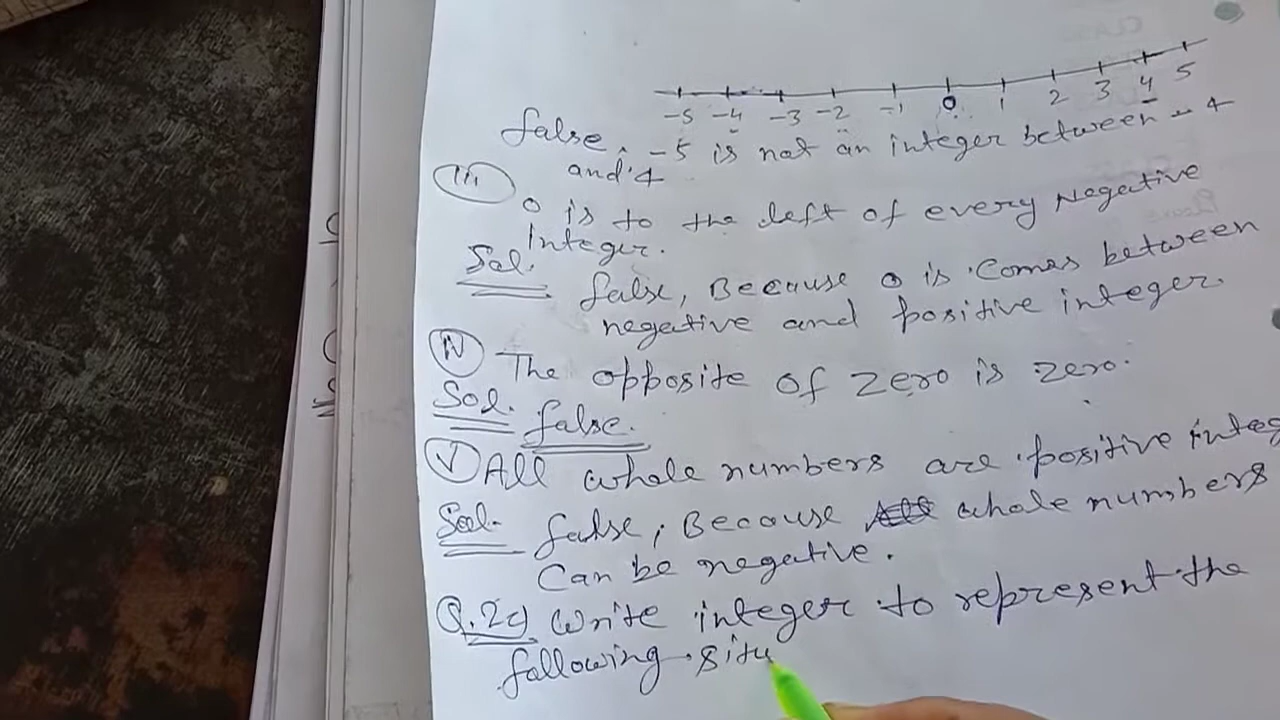 -5 -4 -3 -2 -1 0 1 2 3 4 5
false. -5 is not an integer between -4
and 4
(iii) 0 is to the left of every Negative
integer.
Sol. false, Because 0 is comes between
negative and positive integer.
(iv) The opposite of zero is zero.
Sol. false.
(v) All whole numbers are positive integ
Sol- false, Because whole numbers
can be negative.
Q.2c) Write integer to represent the
following situ